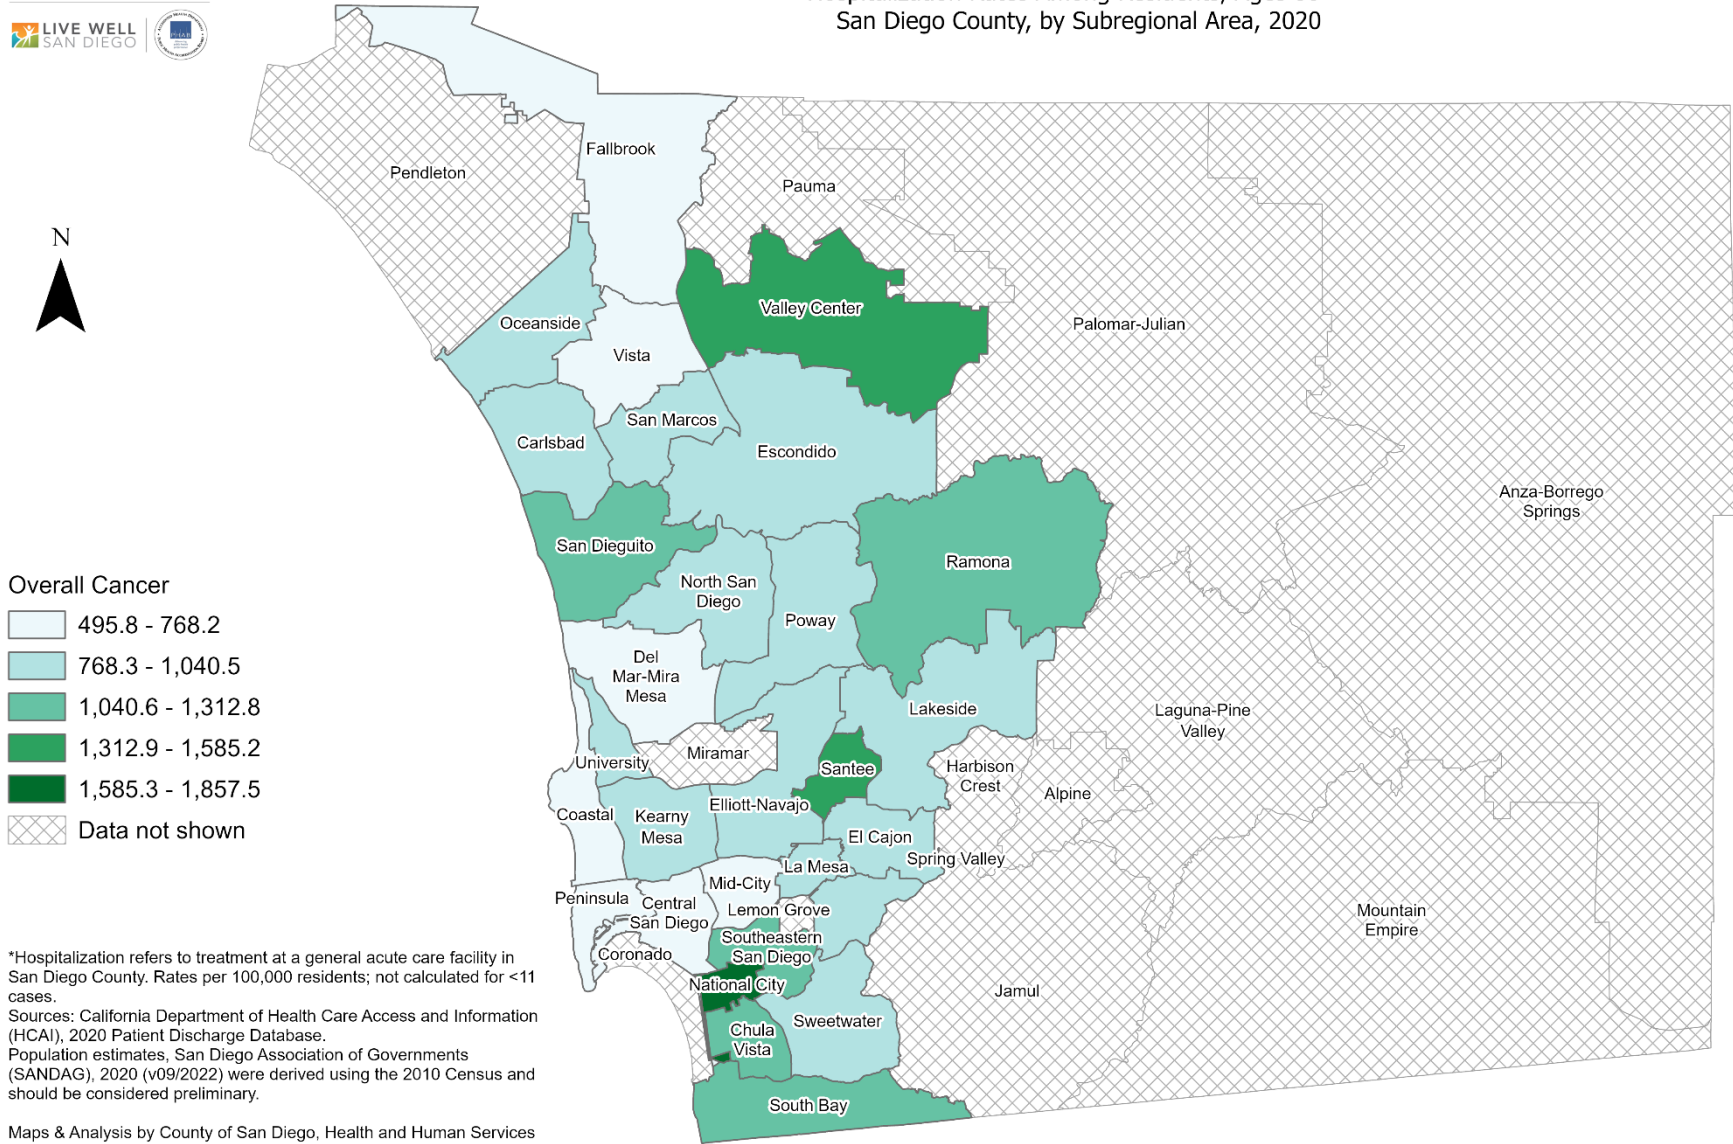 LIVE WELL
SAN DIEGO
San Diego County, by Subregional Area, 2020
N
Fallbrook
Pendleton
Pauma
Valley Center
Oceanside
Palomar-Julian
Vista
San Marcos
Carlsbad
Escondido
Anza-Borrego
Springs
San Dieguito
Ramona
North San
Diego
Poway
Del
Mar-Mira
Mesa
Lakeside
Laguna-Pine
Valley
Miramar
University
Santee
Harbison
Crest
Alpine
Elliott-Navajo
Coastal
Kearny
Mesa
El Cajon
Spring Valley
La Mesa
Mid-City
Peninsula
Central
San Diego
Lemon Grove
Mountain
Empire
Southeastern
San Diego
Coronado
National City
Jamul
Sweetwater
Chula
Vista
South Bay
Overall Cancer
495.8 - 768.2
768.3 - 1,040.5
1,040.6 - 1,312.8
1,312.9 - 1,585.2
1,585.3 - 1,857.5
Data not shown
*Hospitalization refers to treatment at a general acute care facility in
San Diego County. Rates per 100,000 residents; not calculated for <11
cases.
Sources: California Department of Health Care Access and Information
(HCAI), 2020 Patient Discharge Database.
Population estimates, San Diego Association of Governments
(SANDAG), 2020 (v09/2022) were derived using the 2010 Census and
should be considered preliminary.
Maps & Analysis by County of San Diego, Health and Human Services